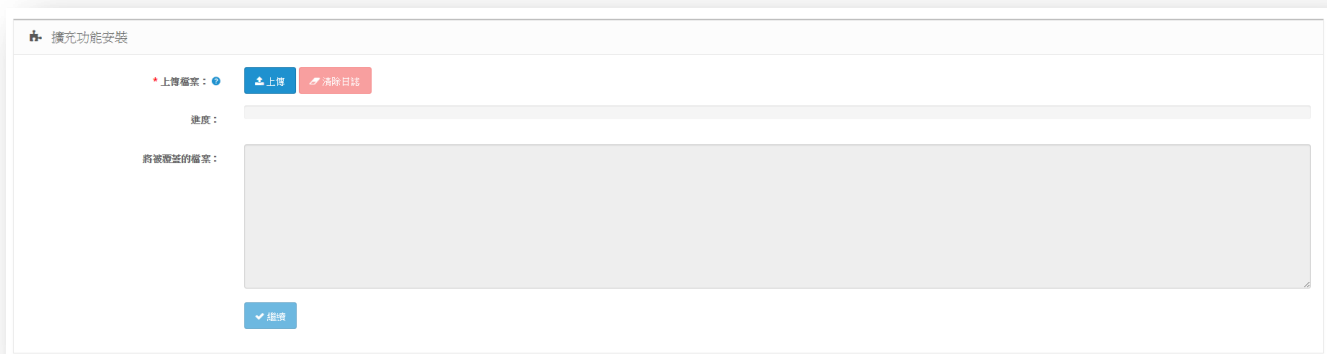 擴充功能安裝
* 上傳檔案：
上傳
清除日誌
進度：
將被覆蓋的檔案：
繼續